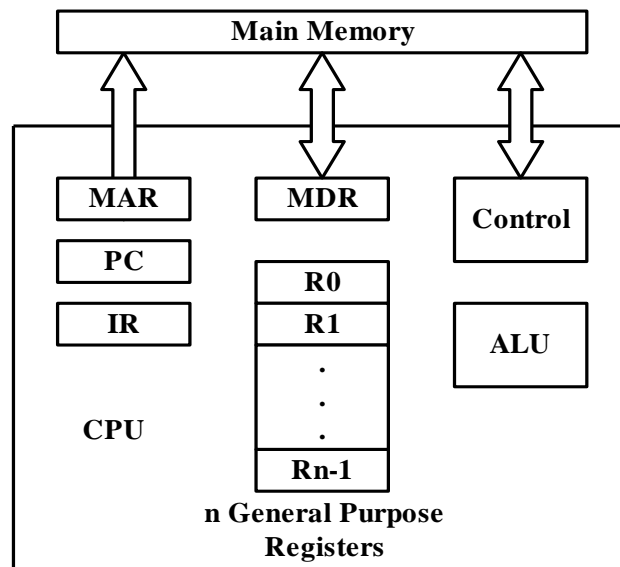 Main Memory
MAR
MDR
Control
PC
R0
IR
R1
ALU
.
.
.
CPU
Rn-1
n General Purpose
Registers